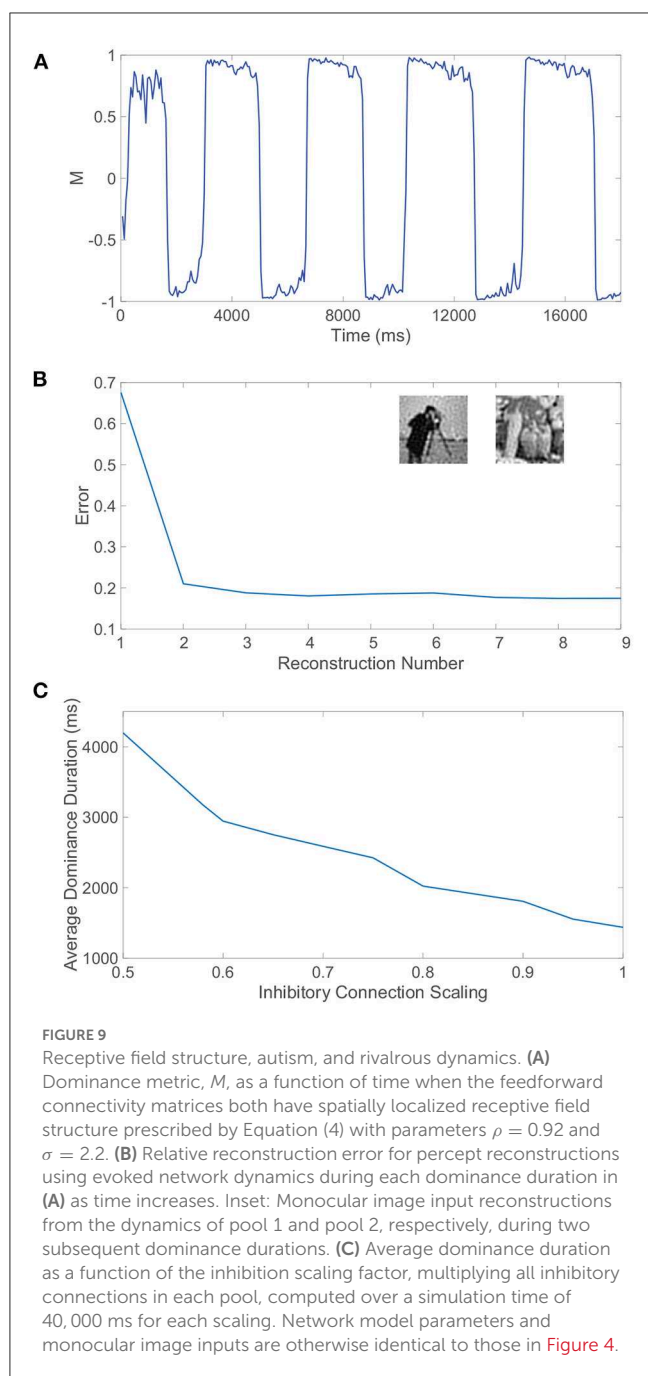 A
1
0.5
0
-0.5
-1
M
0 4000 8000 12000 16000
Time (ms)
B
0.7
0.6
0.5
0.4
0.3
0.2
0.1
Error
1 2 3 4 5 6 7 8 9
Reconstruction Number
C
4000
3000
2000
1000
Average Dominance Duration (ms)
0.5 0.6 0.7 0.8 0.9 1
Inhibitory Connection Scaling
FIGURE 9
Receptive field structure, autism, and rivalrous dynamics. (A)
Dominance metric, M, as a function of time when the feedforward
connectivity matrices both have spatially localized receptive field
structure prescribed by Equation (4) with parameters ρ = 0.92 and
σ = 2.2. (B) Relative reconstruction error for percept reconstructions
using evoked network dynamics during each dominance duration in
(A) as time increases. Inset: Monocular image input reconstructions
from the dynamics of pool 1 and pool 2, respectively, during two
subsequent dominance durations. (C) Average dominance duration
as a function of the inhibition scaling factor, multiplying all inhibitory
connections in each pool, computed over a simulation time of
40, 000 ms for each scaling. Network model parameters and
monocular image inputs are otherwise identical to those in Figure 4.